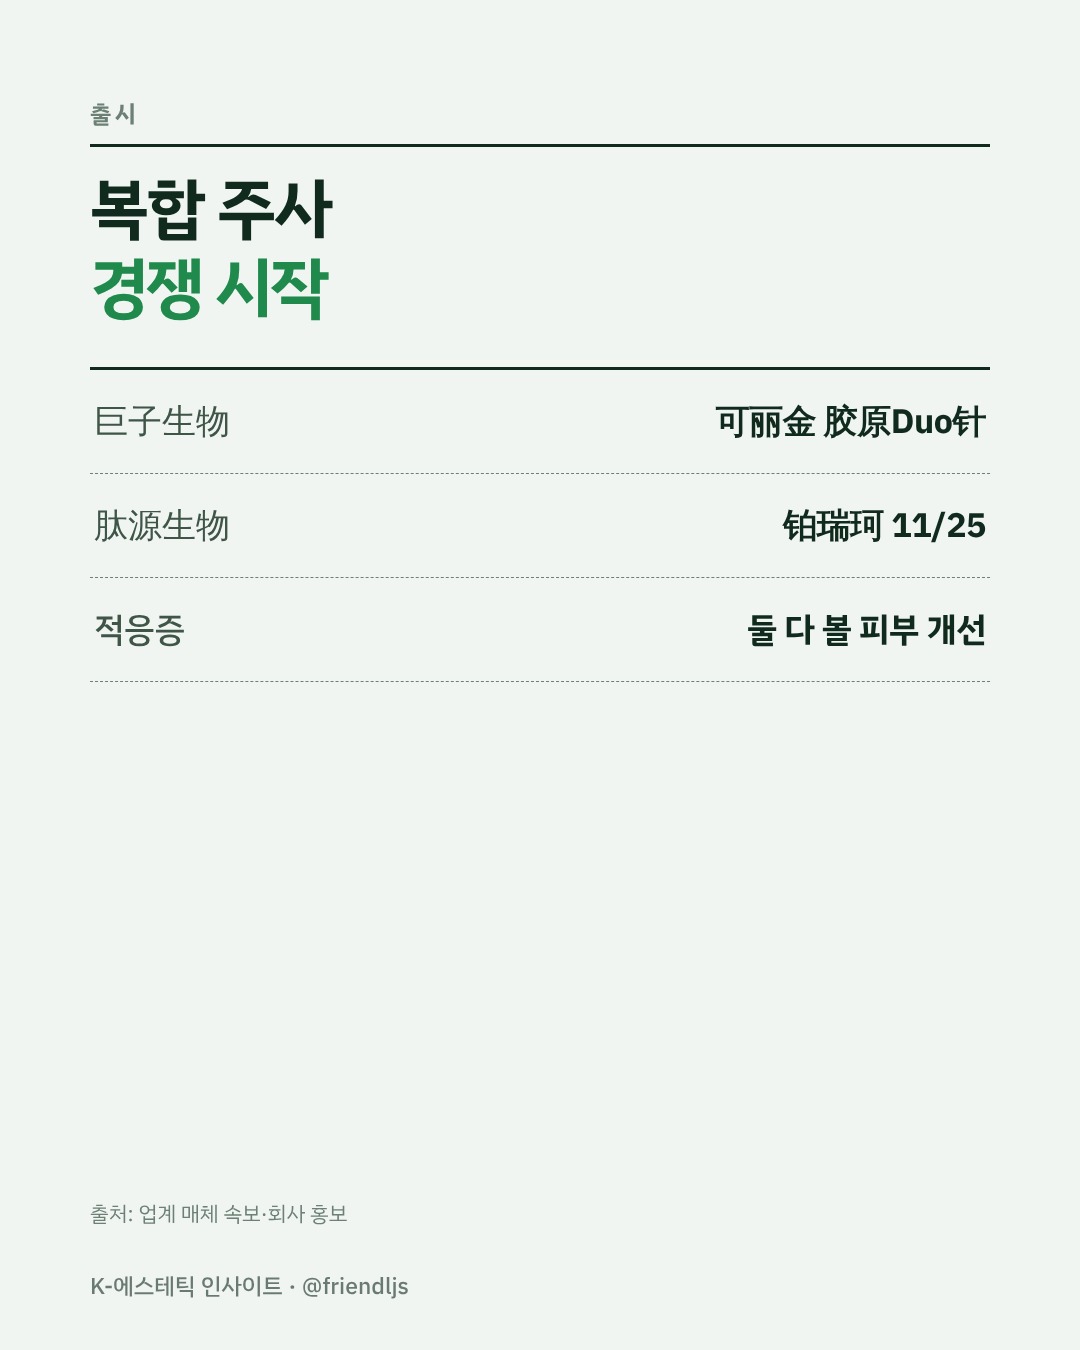 출시
복합 주사
경쟁 시작
巨子生物 可丽金 胶原Duo针
肽源生物 铂瑞珂 11/25
적응증 둘 다 볼 피부 개선
출처: 업계 매체 속보·회사 홍보
K-에스테틱 인사이트 · @friendljs